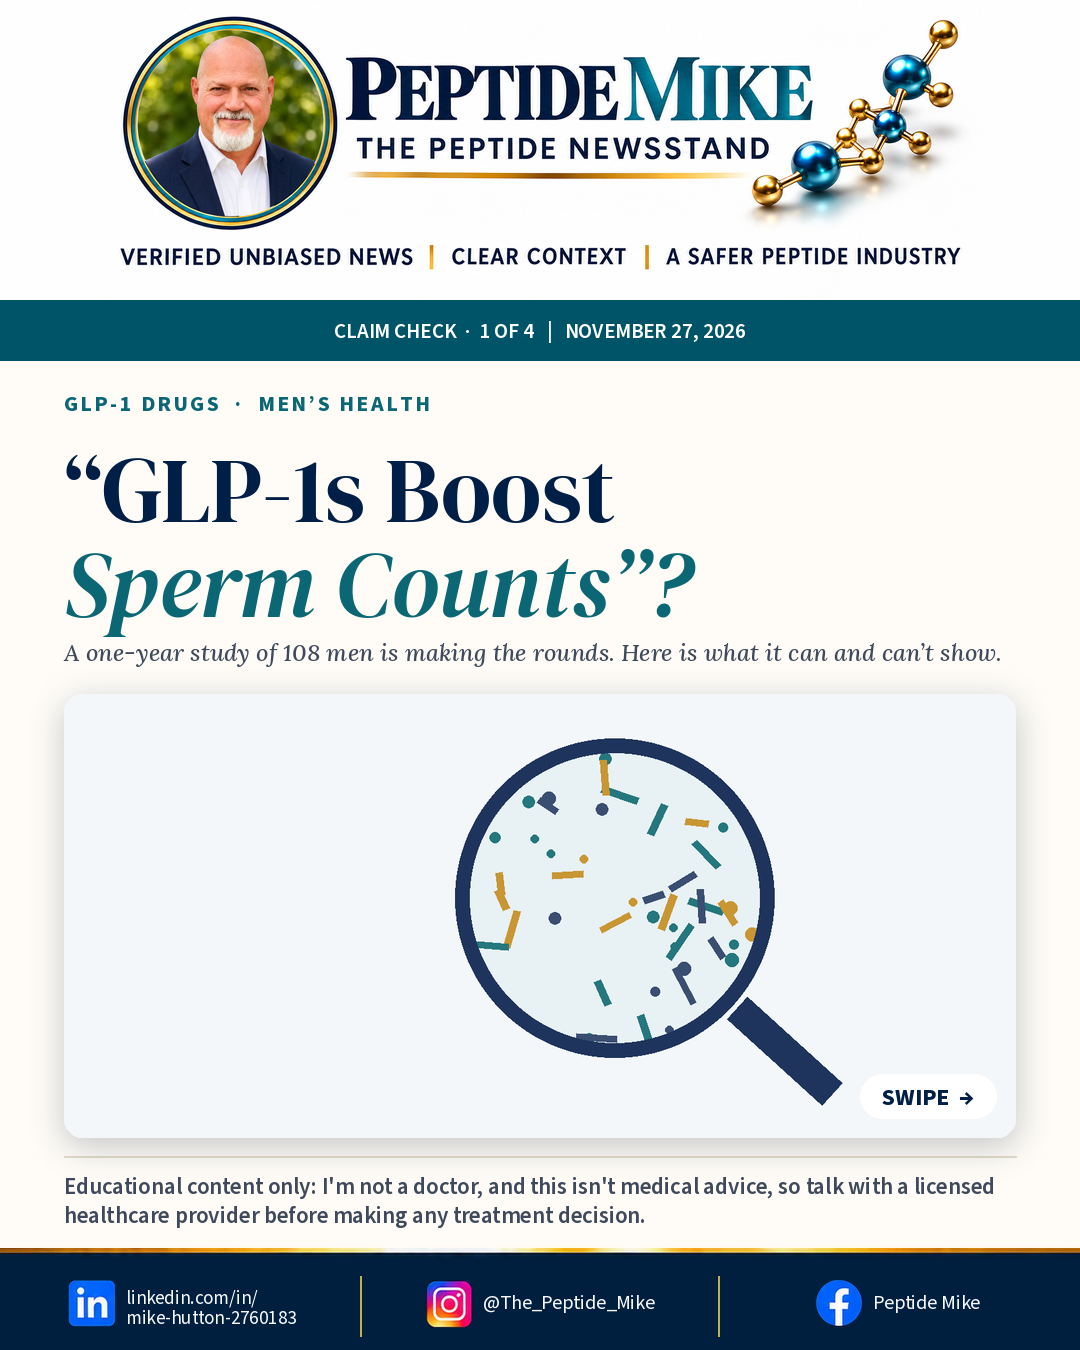 PEPTIDEMIKE
THE PEPTIDE NEWSSTAND
VERIFIED UNBIASED NEWS | CLEAR CONTEXT | A SAFER PEPTIDE INDUSTRY
CLAIM CHECK · 1 OF 4 | NOVEMBER 27, 2026
GLP-1 DRUGS · MEN’S HEALTH
“GLP-1s Boost
Sperm Counts”?
A one-year study of 108 men is making the rounds. Here is what it can and can’t show.
SWIPE →
Educational content only: I'm not a doctor, and this isn't medical advice, so talk with a licensed
healthcare provider before making any treatment decision.
linkedin.com/in/
mike-hutton-2760183
@The_Peptide_Mike
Peptide Mike